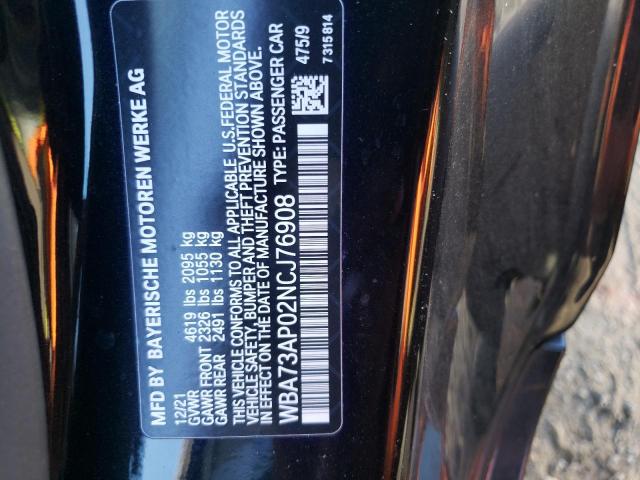 MFD BY BAYERISCHE MOTOREN WERKE AG
12/21
GVWR 4619 lbs 2095 kg
GAWR FRONT 2326 lbs 1055 kg
GAWR REAR 2491 lbs 1130 kg
THIS VEHICLE CONFORMS TO ALL APPLICABLE U.S.FEDERAL MOTOR
VEHICLE SAFETY, BUMPER AND THEFT PREVENTION STANDARDS
IN EFFECT ON THE DATE OF MANUFACTURE SHOWN ABOVE.
WBA73AP02NCJ76908 TYPE: PASSENGER CAR
475/9
7 315 814